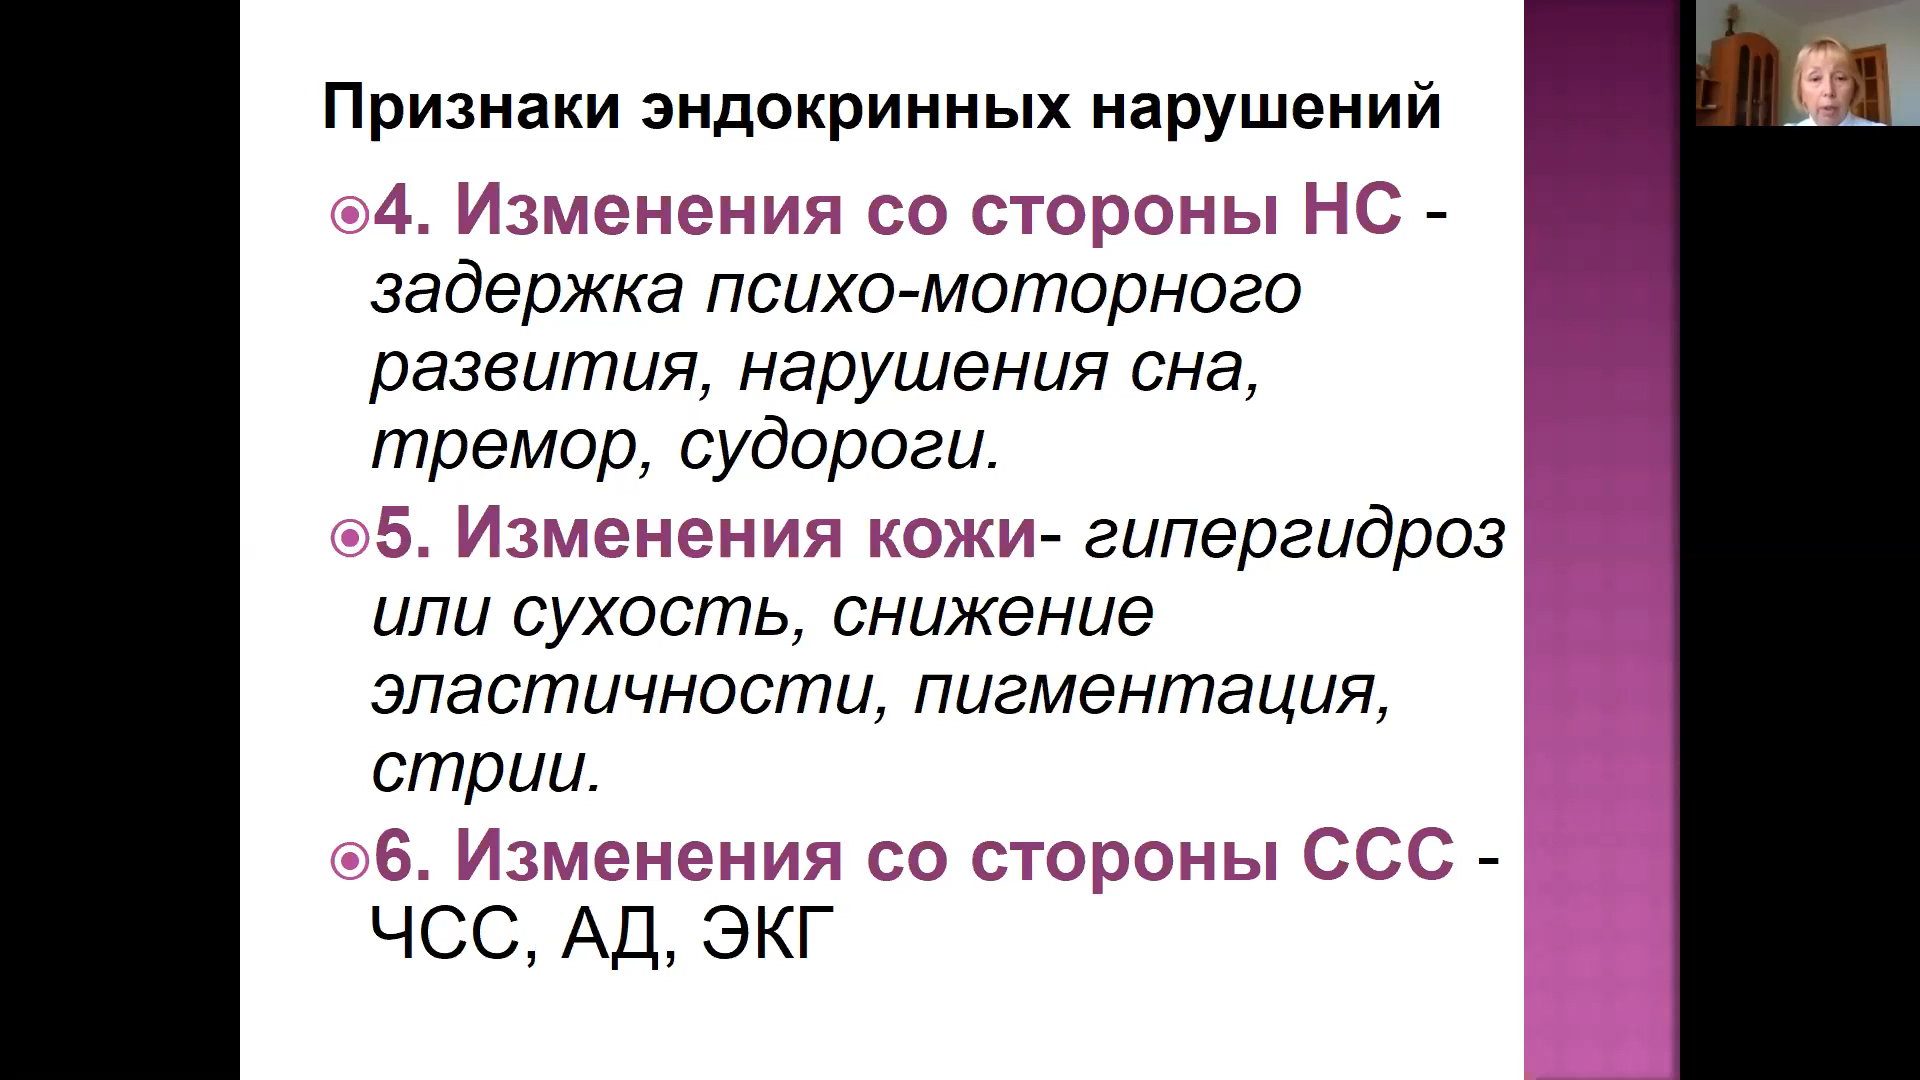 Признаки эндокринных нарушений
4. Изменения со стороны НС -
задержка психо-моторного
развития, нарушения сна,
тремор, судороги.
5. Изменения кожи- гипергидроз
или сухость, снижение
эластичности, пигментация,
стрии.
6. Изменения со стороны ССС -
ЧСС, АД, ЭКГ